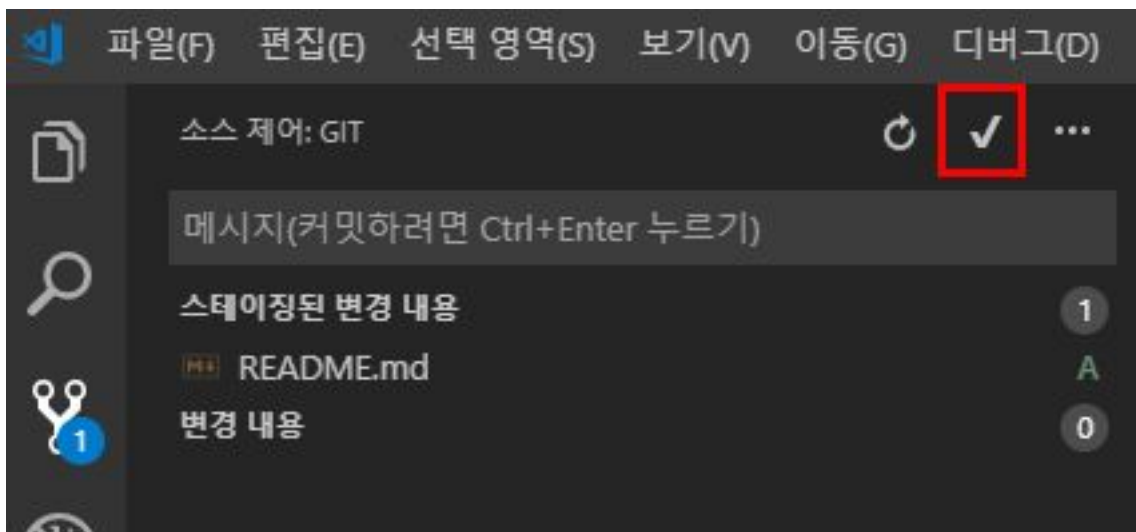 파일(F) 편집(E) 선택 영역(S) 보기(V) 이동(G) 디버그(D)
소스 제어: GIT
메시지(커밋하려면 Ctrl+Enter 누르기)
스테이징된 변경 내용 1
M↓ README.md A
1
변경 내용 0